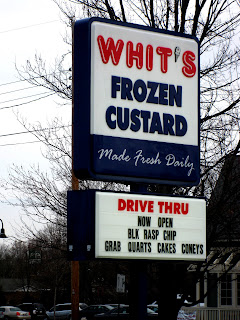 WHIT'S
FROZEN
CUSTARD
Made Fresh Daily
DRIVE THRU
NOW OPEN
BLK RASP CHIP
GRAB QUARTS CAKES CONEYS